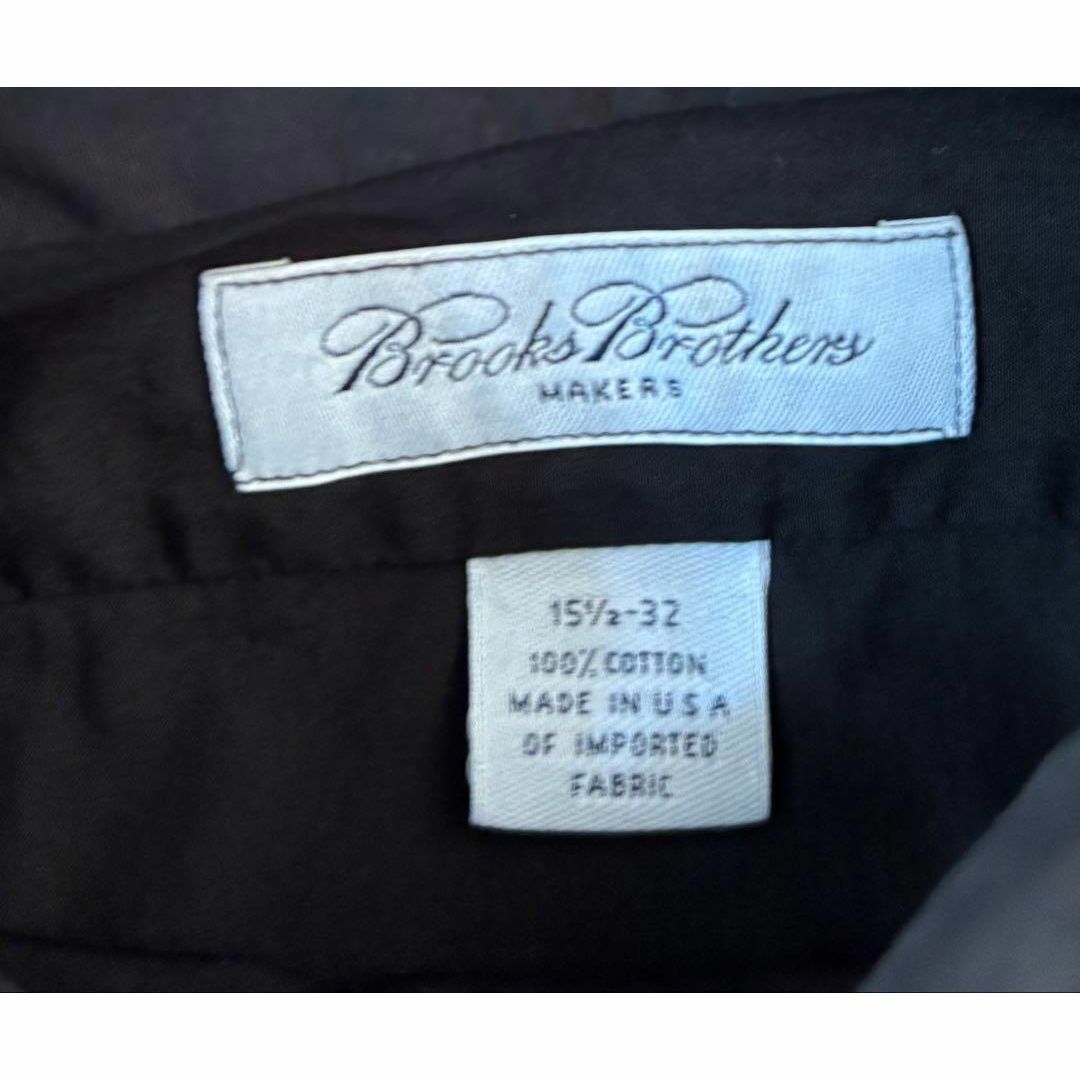 Brooks Brothers
MAKERS
15½-32
100% COTTON
MADE IN U S A
OF IMPORTED
FABRIC